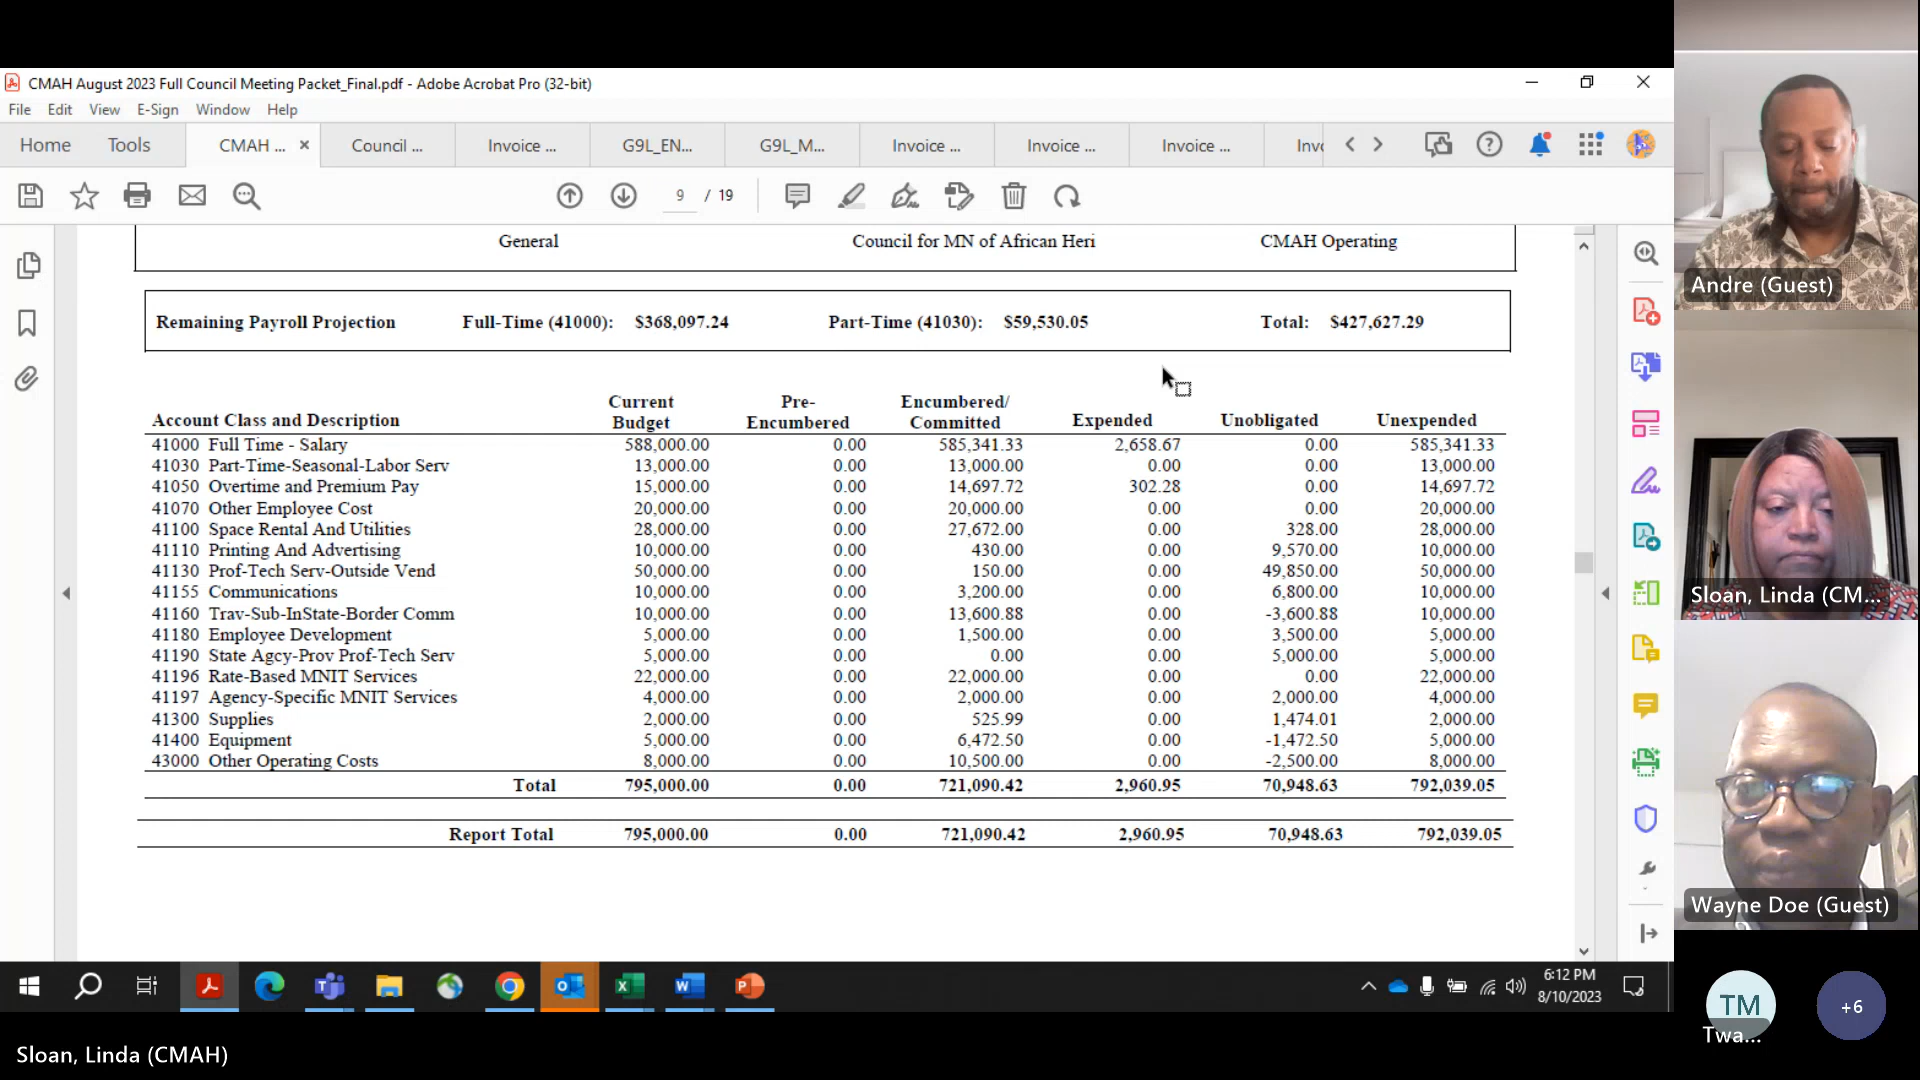 CMAH August 2023 Full Council Meeting Packet_Final.pdf - Adobe Acrobat Pro (32-bit)
File Edit View E-Sign Window Help
Home Tools CMAH ... × Council ... Invoice ... G9L_EN... G9L_M... Invoice ... Invoice ... Invoice ... Inv
9 / 19
General Council for MN of African Heri CMAH Operating
Remaining Payroll Projection Full-Time (41000): $368,097.24 Part-Time (41030): $59,530.05 Total: $427,627.29
Account Class and Description Current Budget Pre-Encumbered Encumbered/Committed Expended Unobligated Unexpended
41000 Full Time - Salary 588,000.00 0.00 585,341.33 2,658.67 0.00 585,341.33
41030 Part-Time-Seasonal-Labor Serv 13,000.00 0.00 13,000.00 0.00 0.00 13,000.00
41050 Overtime and Premium Pay 15,000.00 0.00 14,697.72 302.28 0.00 14,697.72
41070 Other Employee Cost 20,000.00 0.00 20,000.00 0.00 0.00 20,000.00
41100 Space Rental And Utilities 28,000.00 0.00 27,672.00 0.00 328.00 28,000.00
41110 Printing And Advertising 10,000.00 0.00 430.00 0.00 9,570.00 10,000.00
41130 Prof-Tech Serv-Outside Vend 50,000.00 0.00 150.00 0.00 49,850.00 50,000.00
41155 Communications 10,000.00 0.00 3,200.00 0.00 6,800.00 10,000.00
41160 Trav-Sub-InState-Border Comm 10,000.00 0.00 13,600.88 0.00 -3,600.88 10,000.00
41180 Employee Development 5,000.00 0.00 1,500.00 0.00 3,500.00 5,000.00
41190 State Agcy-Prov Prof-Tech Serv 5,000.00 0.00 0.00 0.00 5,000.00 5,000.00
41196 Rate-Based MNIT Services 22,000.00 0.00 22,000.00 0.00 0.00 22,000.00
41197 Agency-Specific MNIT Services 4,000.00 0.00 2,000.00 0.00 2,000.00 4,000.00
41300 Supplies 2,000.00 0.00 525.99 0.00 1,474.01 2,000.00
41400 Equipment 5,000.00 0.00 6,472.50 0.00 -1,472.50 5,000.00
43000 Other Operating Costs 8,000.00 0.00 10,500.00 0.00 -2,500.00 8,000.00
Total 795,000.00 0.00 721,090.42 2,960.95 70,948.63 792,039.05
Report Total 795,000.00 0.00 721,090.42 2,960.95 70,948.63 792,039.05
6:12 PM
8/10/2023
Andre (Guest)
Sloan, Linda (CM...
Wayne Doe (Guest)
TM
Twa...
+6
Sloan, Linda (CMAH)